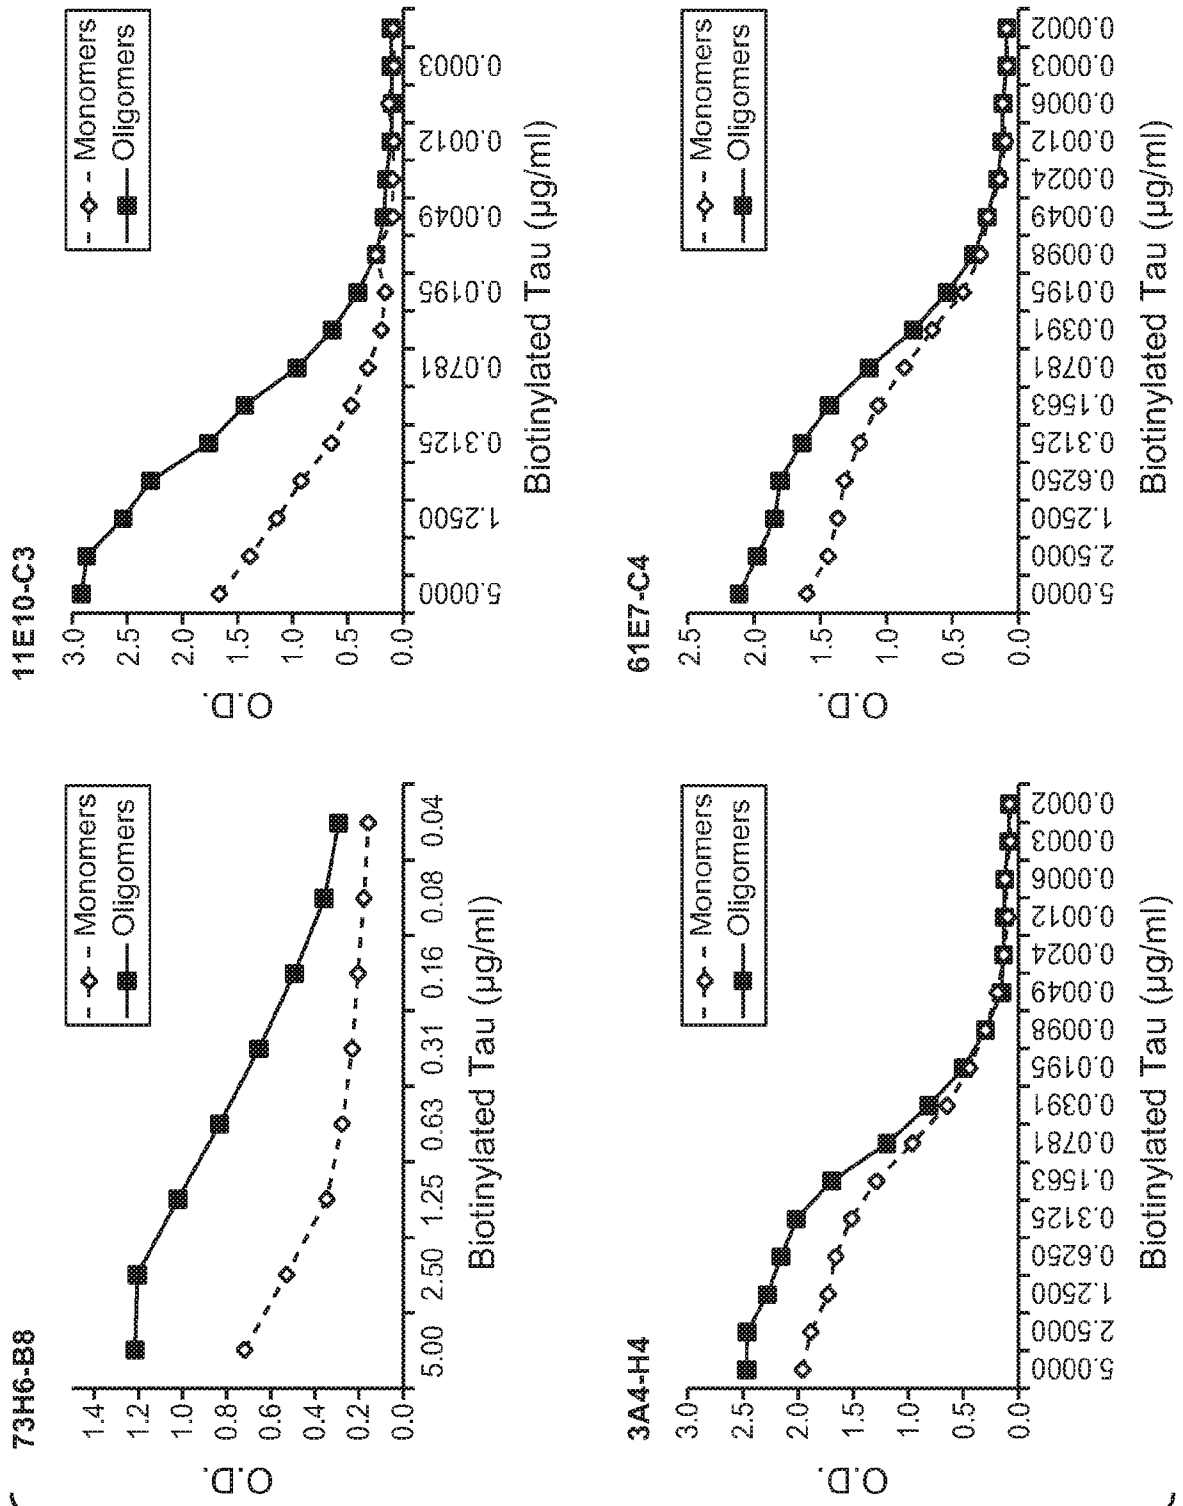 73H6-B8
Monomers
Oligomers
1.4
1.2
1.0
0.8
0.6
0.4
0.2
0.0
O.D.
5.00 2.50 1.25 0.63 0.31 0.16 0.08 0.04
Biotinylated Tau (µg/ml)
11E10-C3
Monomers
Oligomers
3.0
2.5
2.0
1.5
1.0
0.5
0.0
O.D.
5.0000 1.2500 0.3125 0.0781 0.0195 0.0049 0.0012 0.0003
Biotinylated Tau (µg/ml)
3A4-H4
Monomers
Oligomers
3.0
2.5
2.0
1.5
1.0
0.5
0.0
O.D.
5.0000 2.5000 1.2500 0.6250 0.3125 0.1563 0.0781 0.0391 0.0195 0.0098 0.0049 0.0024 0.0012 0.0006 0.0003 0.0002
Biotinylated Tau (µg/ml)
61E7-C4
Monomers
Oligomers
2.5
2.0
1.5
1.0
0.5
0.0
O.D.
5.0000 2.5000 1.2500 0.6250 0.3125 0.1563 0.0781 0.0391 0.0195 0.0098 0.0049 0.0024 0.0012 0.0006 0.0003 0.0002
Biotinylated Tau (µg/ml)